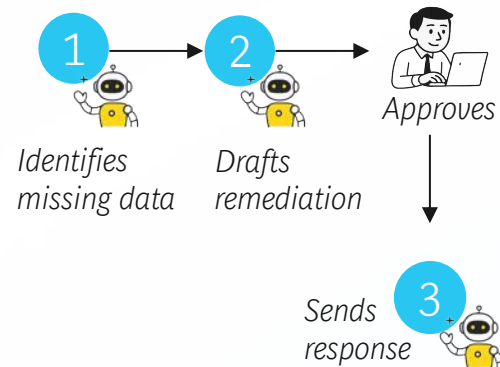 1
2
Approves
Identifies
missing data
Drafts
remediation
3
Sends
response